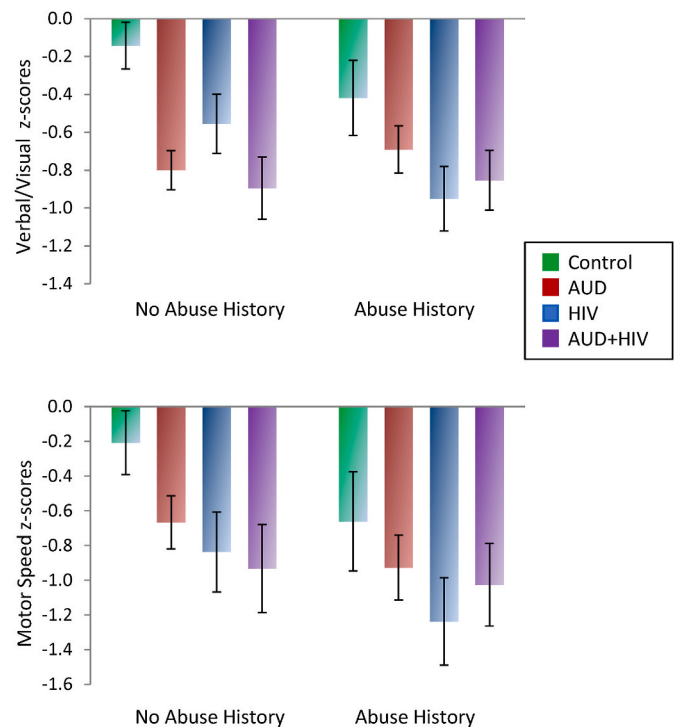 0.0
-0.2
-0.4
-0.6
-0.8
-1.0
-1.2
-1.4
Verbal/Visual z-scores
No Abuse History
Abuse History
Control
AUD
HIV
AUD+HIV
0.0
-0.2
-0.4
-0.6
-0.8
-1.0
-1.2
-1.4
-1.6
Motor Speed z-scores
No Abuse History
Abuse History